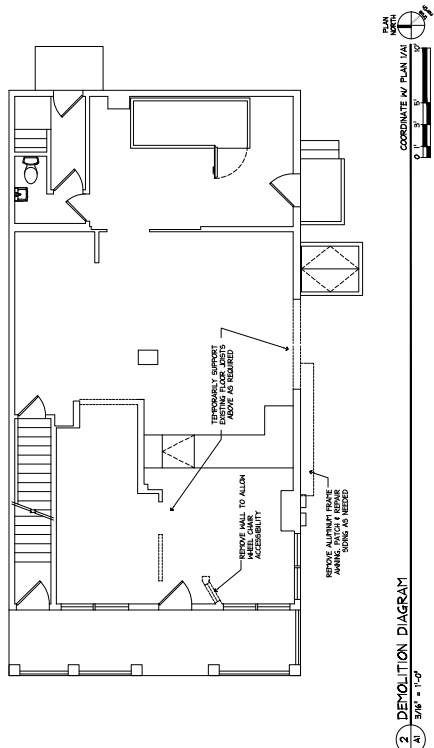 PLAN
NORTH
COORDINATE W/ PLAN 1/A1
0 1' 3' 5' 10'
TEMPORARILY SUPPORT
EXISTING FLOOR JOISTS
ABOVE AS REQUIRED
REMOVE WALL TO ALLOW
WHEEL CHAIR
ACCESSIBILITY
REMOVE ALUMINUM FRAME
AWNING. PATCH & REPAIR
SIDING AS NEEDED
2 DEMOLITION DIAGRAM
A1 3/16" = 1'-0"